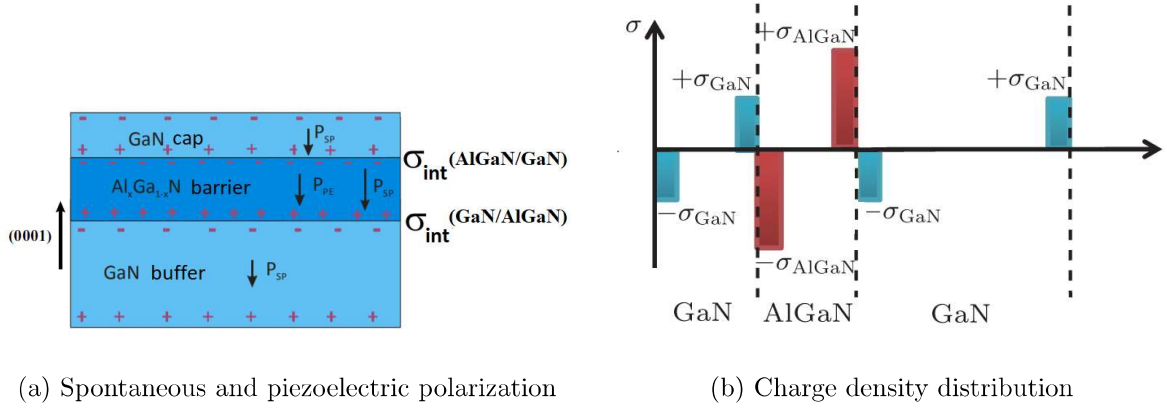 GaN cap
P_SP
σ_int (AlGaN/GaN)
Al_xGa_1-xN barrier
P_PE
P_SP
σ_int (GaN/AlGaN)
(0001)
GaN buffer
P_SP
(a) Spontaneous and piezoelectric polarization
σ
+σ_AlGaN
+σ_GaN
+σ_GaN
−σ_GaN
−σ_GaN
−σ_AlGaN
GaN
AlGaN
GaN
(b) Charge density distribution